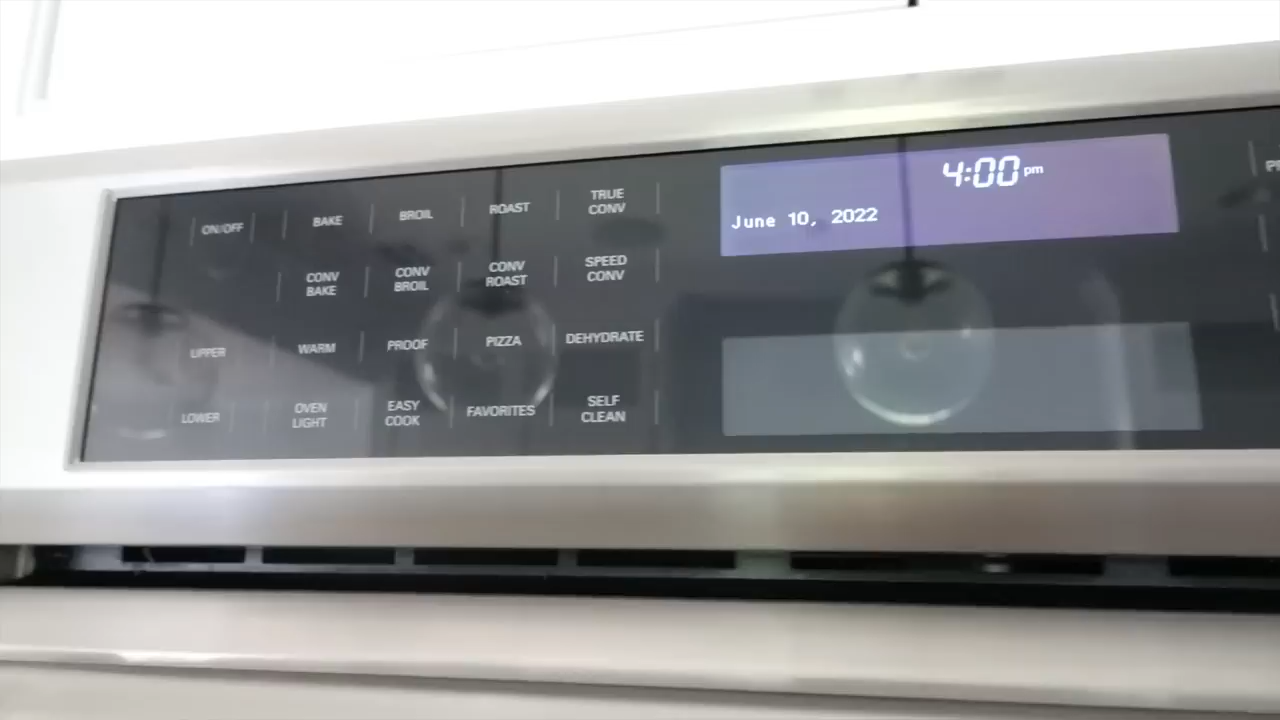 4:00 pm
June 10, 2022
ON/OFF
BAKE
BROIL
ROAST
TRUE
CONV
CONV
BAKE
CONV
BROIL
CONV
ROAST
SPEED
CONV
UPPER
WARM
PROOF
PIZZA
DEHYDRATE
LOWER
OVEN
LIGHT
EASY
COOK
FAVORITES
SELF
CLEAN